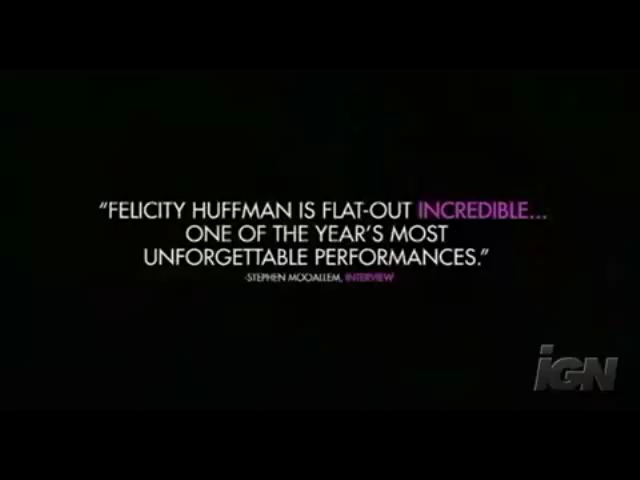 “FELICITY HUFFMAN IS FLAT-OUT INCREDIBLE...
ONE OF THE YEAR’S MOST
UNFORGETTABLE PERFORMANCES.”
-STEPHEN MOOALLEM, INTERVIEW
IGN